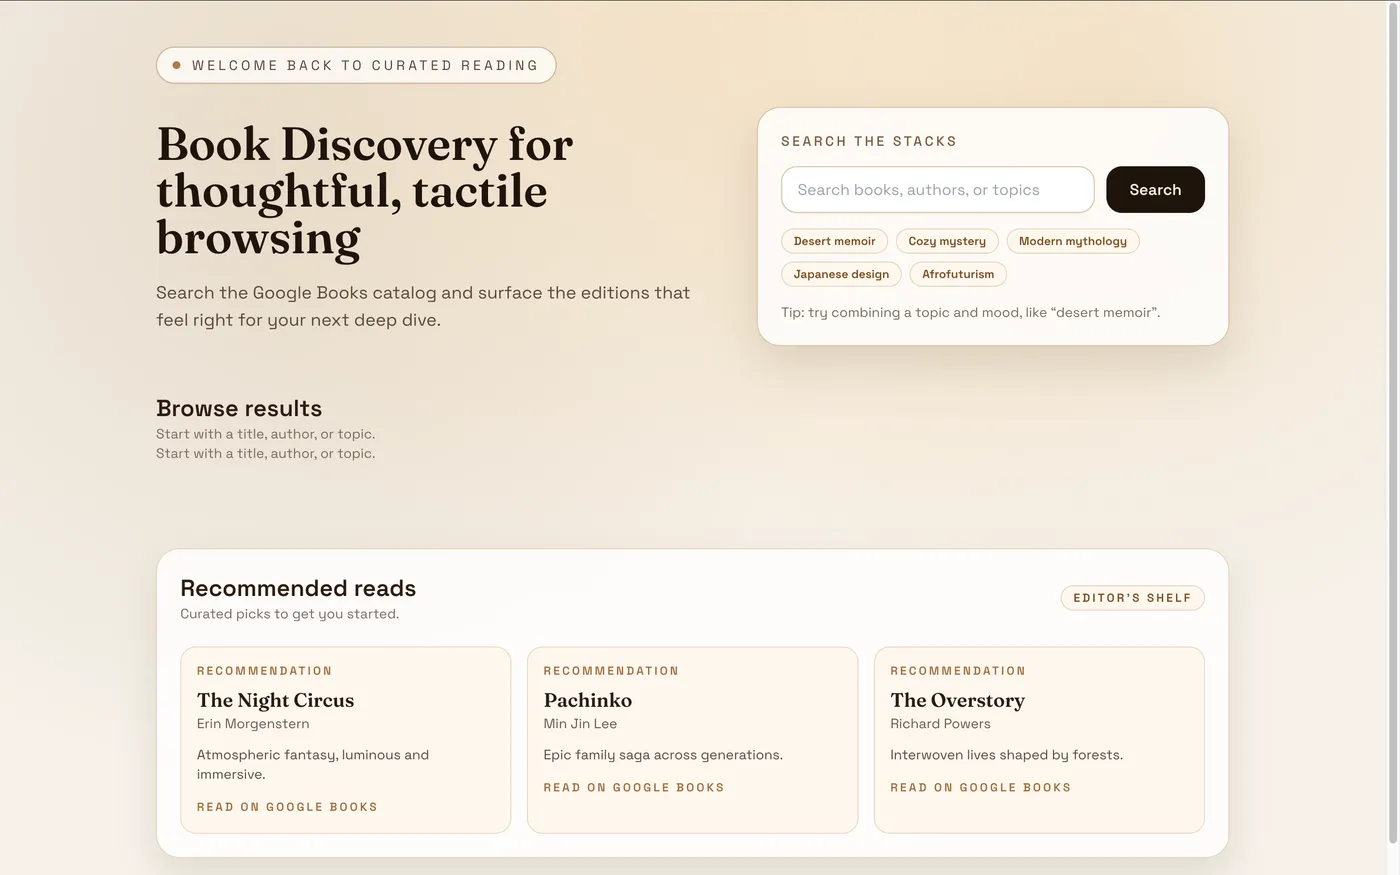 WELCOME BACK TO CURATED READING
Book Discovery for
thoughtful, tactile
browsing
Search the Google Books catalog and surface the editions that
feel right for your next deep dive.
SEARCH THE STACKS
Search books, authors, or topics
Search
Desert memoir
Cozy mystery
Modern mythology
Japanese design
Afrofuturism
Tip: try combining a topic and mood, like “desert memoir”.
Browse results
Start with a title, author, or topic.
Start with a title, author, or topic.
Recommended reads
Curated picks to get you started.
EDITOR'S SHELF
RECOMMENDATION
The Night Circus
Erin Morgenstern
Atmospheric fantasy, luminous and
immersive.
READ ON GOOGLE BOOKS
RECOMMENDATION
Pachinko
Min Jin Lee
Epic family saga across generations.
READ ON GOOGLE BOOKS
RECOMMENDATION
The Overstory
Richard Powers
Interwoven lives shaped by forests.
READ ON GOOGLE BOOKS